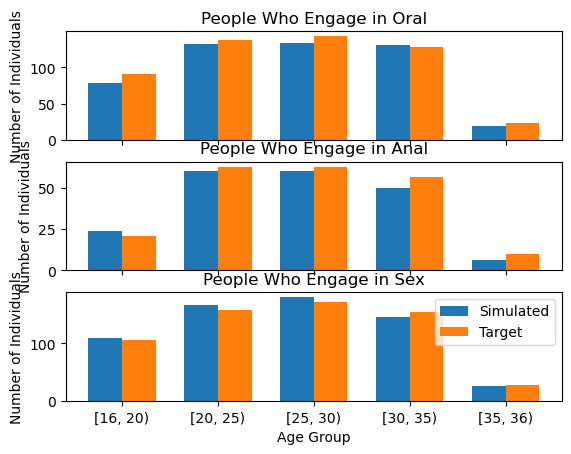 People Who Engage in Oral
Number of Individuals
100
50
0
People Who Engage in Anal
Number of Individuals
50
25
0
People Who Engage in Sex
Number of Individuals
100
0
Simulated
Target
[16, 20)
[20, 25)
[25, 30)
[30, 35)
[35, 36)
Age Group